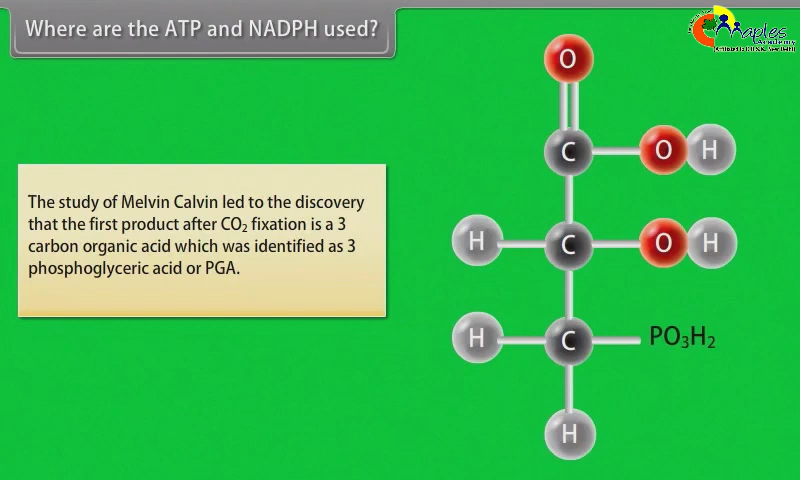 Where are the ATP and NADPH used?
Maples
Academy
The study of Melvin Calvin led to the discovery
that the first product after CO₂ fixation is a 3
carbon organic acid which was identified as 3
phosphoglyceric acid or PGA.
O
C O H
H C O H
H C PO₃H₂
H